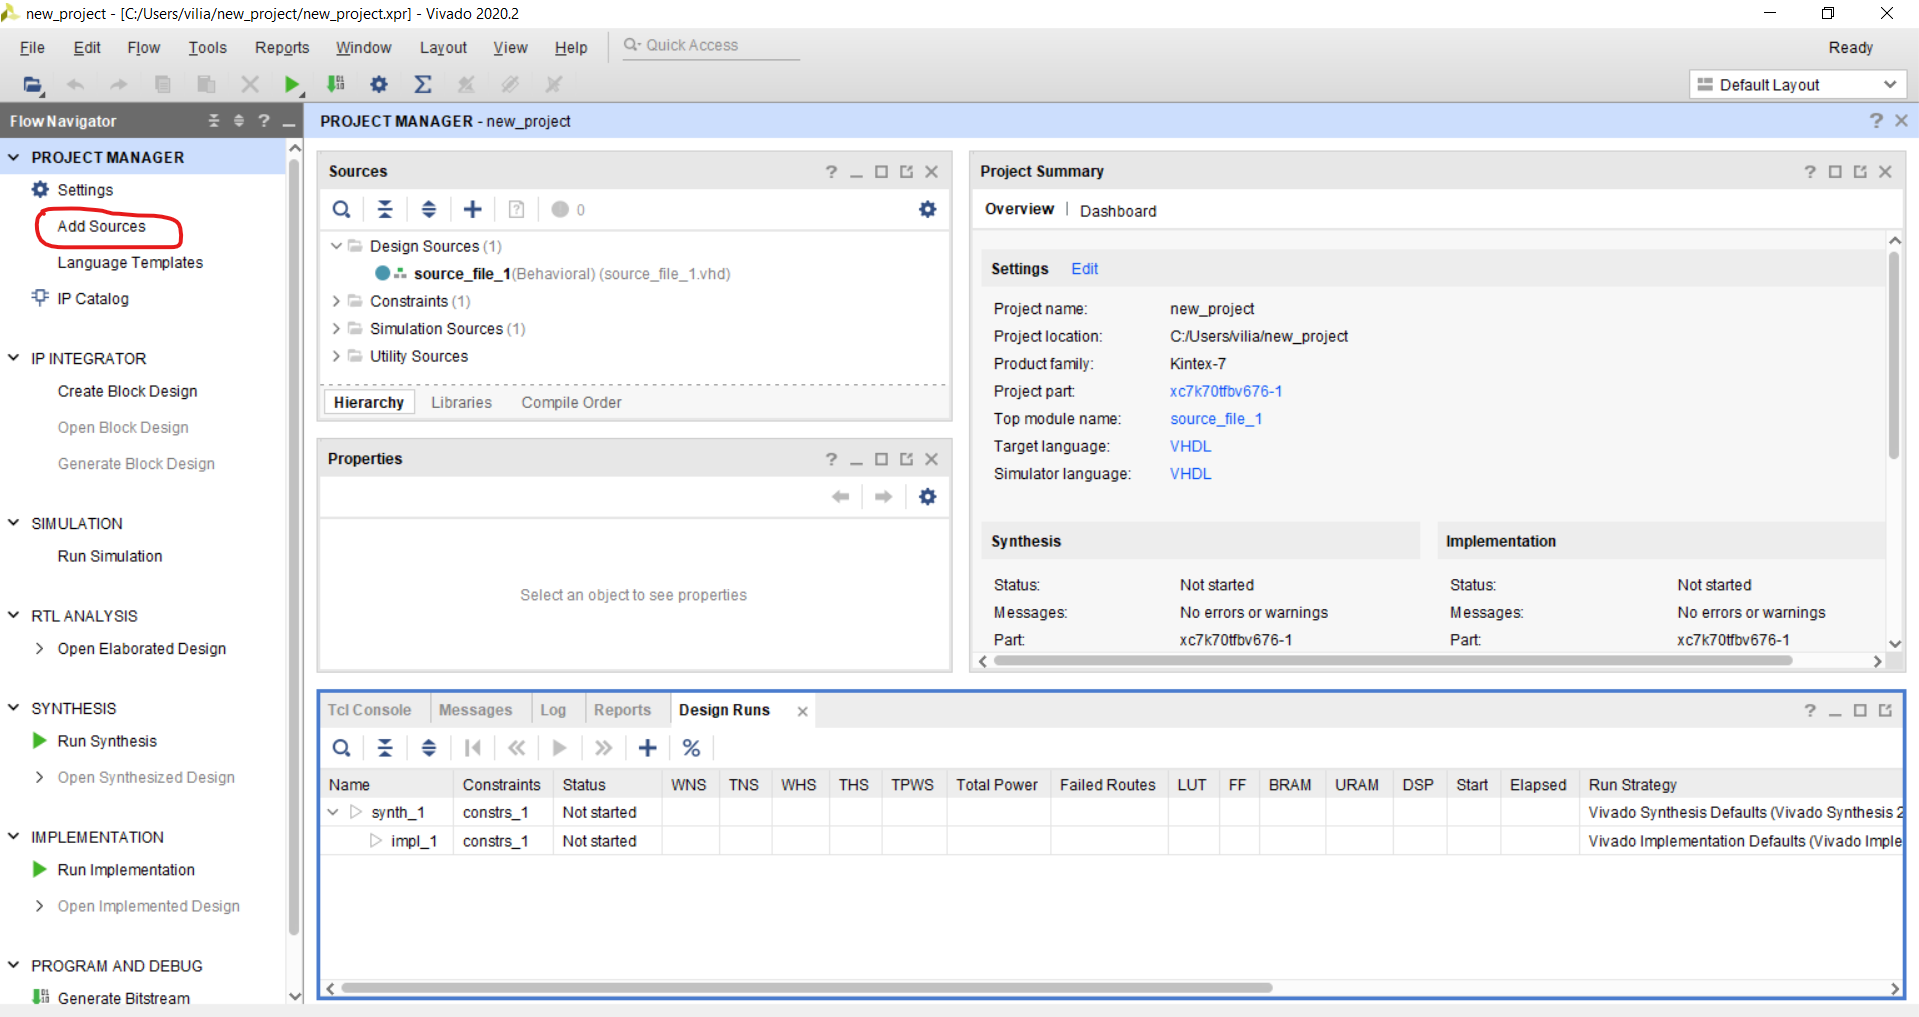 new_project - [C:/Users/vilia/new_project/new_project.xpr] - Vivado 2020.2
File Edit Flow Tools Reports Window Layout View Help Quick Access Ready
Default Layout
Flow Navigator
PROJECT MANAGER
Settings
Add Sources
Language Templates
IP Catalog
IP INTEGRATOR
Create Block Design
Open Block Design
Generate Block Design
SIMULATION
Run Simulation
RTL ANALYSIS
Open Elaborated Design
SYNTHESIS
Run Synthesis
Open Synthesized Design
IMPLEMENTATION
Run Implementation
Open Implemented Design
PROGRAM AND DEBUG
Generate Bitstream
PROJECT MANAGER - new_project
Sources
0
Design Sources (1)
source_file_1(Behavioral) (source_file_1.vhd)
Constraints (1)
Simulation Sources (1)
Utility Sources
Hierarchy Libraries Compile Order
Properties
Select an object to see properties
Project Summary
Overview | Dashboard
Settings Edit
Project name: new_project
Project location: C:/Users/vilia/new_project
Product family: Kintex-7
Project part: xc7k70tfbv676-1
Top module name: source_file_1
Target language: VHDL
Simulator language: VHDL
Synthesis
Status: Not started
Messages: No errors or warnings
Part: xc7k70tfbv676-1
Implementation
Status: Not started
Messages: No errors or warnings
Part: xc7k70tfbv676-1
Tcl Console Messages Log Reports Design Runs
Name Constraints Status WNS TNS WHS THS TPWS Total Power Failed Routes LUT FF BRAM URAM DSP Start Elapsed Run Strategy
synth_1 constrs_1 Not started Vivado Synthesis Defaults (Vivado Synthesis 2
impl_1 constrs_1 Not started Vivado Implementation Defaults (Vivado Imple